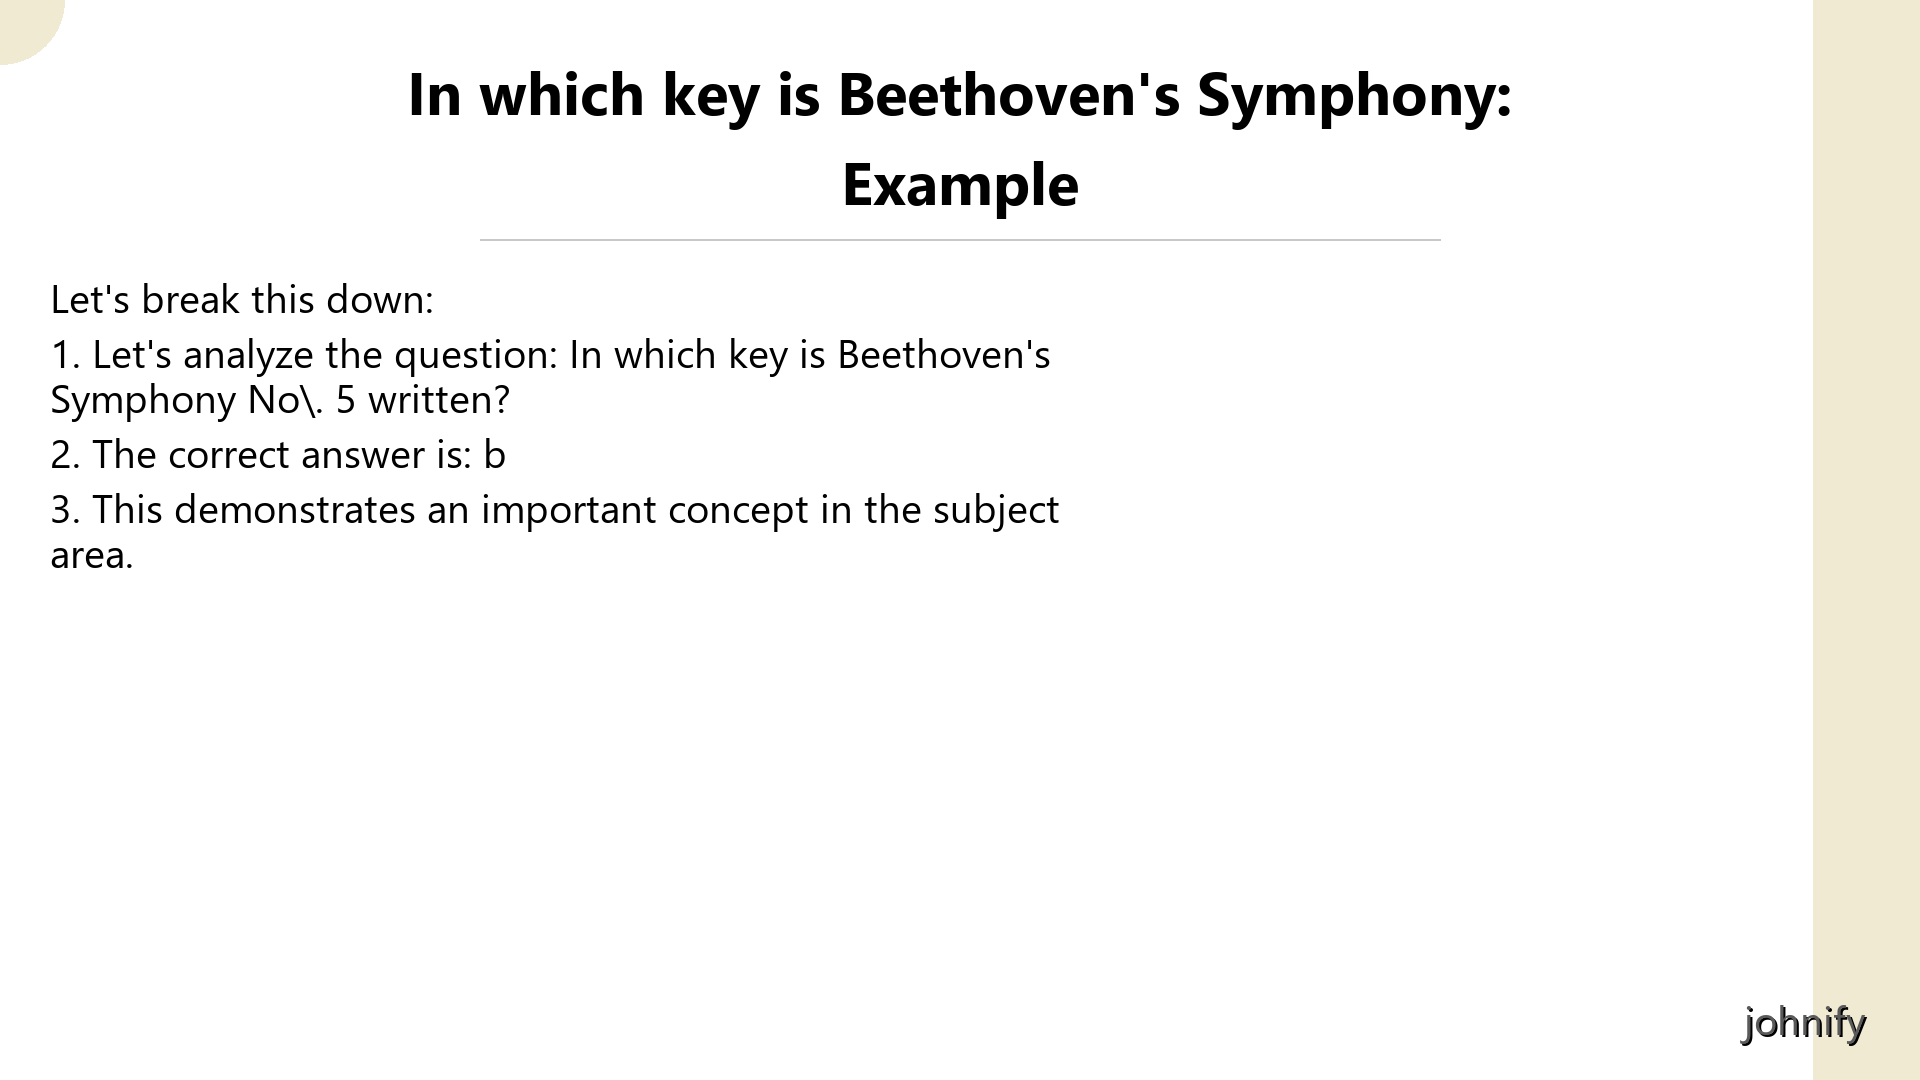 In which key is Beethoven's Symphony:
Example
Let's break this down:
1. Let's analyze the question: In which key is Beethoven's
Symphony No\. 5 written?
2. The correct answer is: b
3. This demonstrates an important concept in the subject
area.
johnify